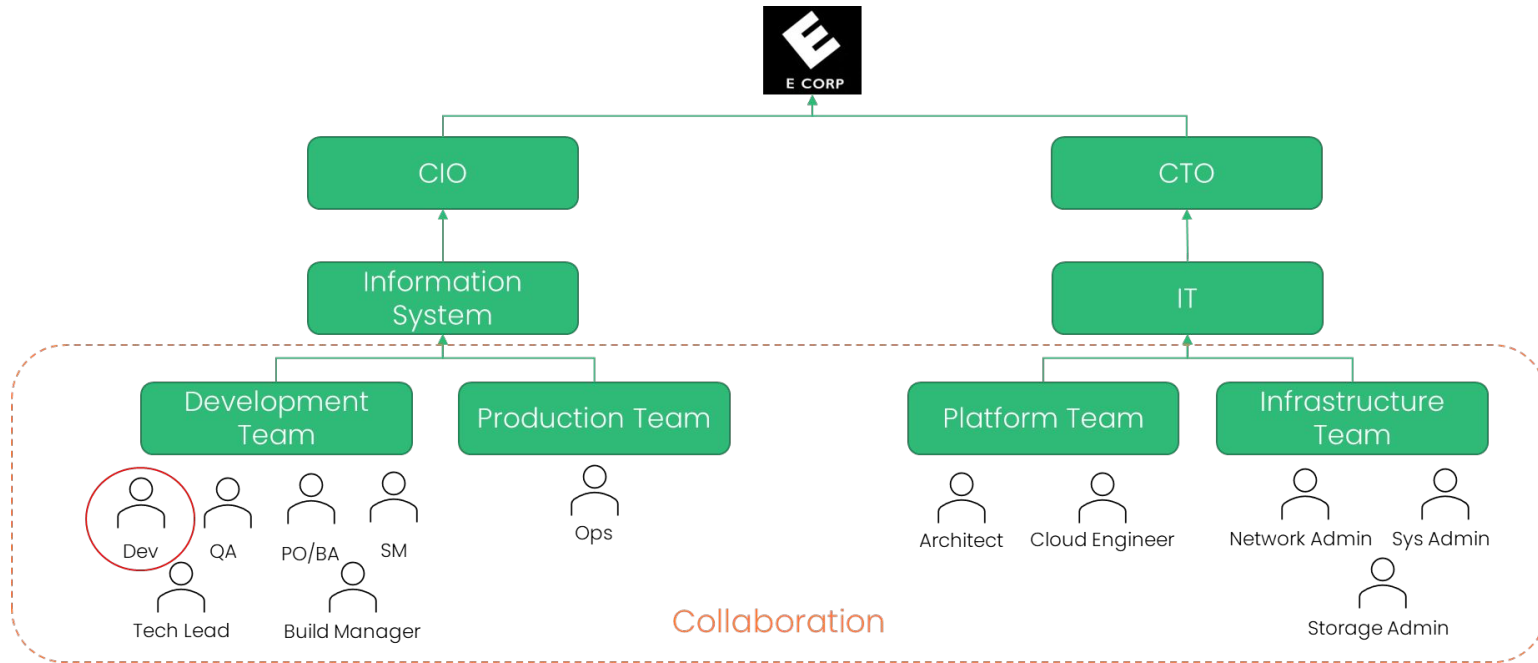 E CORP
CIO
CTO
Information
System
IT
Development
Team
Production Team
Platform Team
Infrastructure
Team
Dev
QA
PO/BA
SM
Ops
Architect
Cloud Engineer
Network Admin
Sys Admin
Tech Lead
Build Manager
Storage Admin
Collaboration